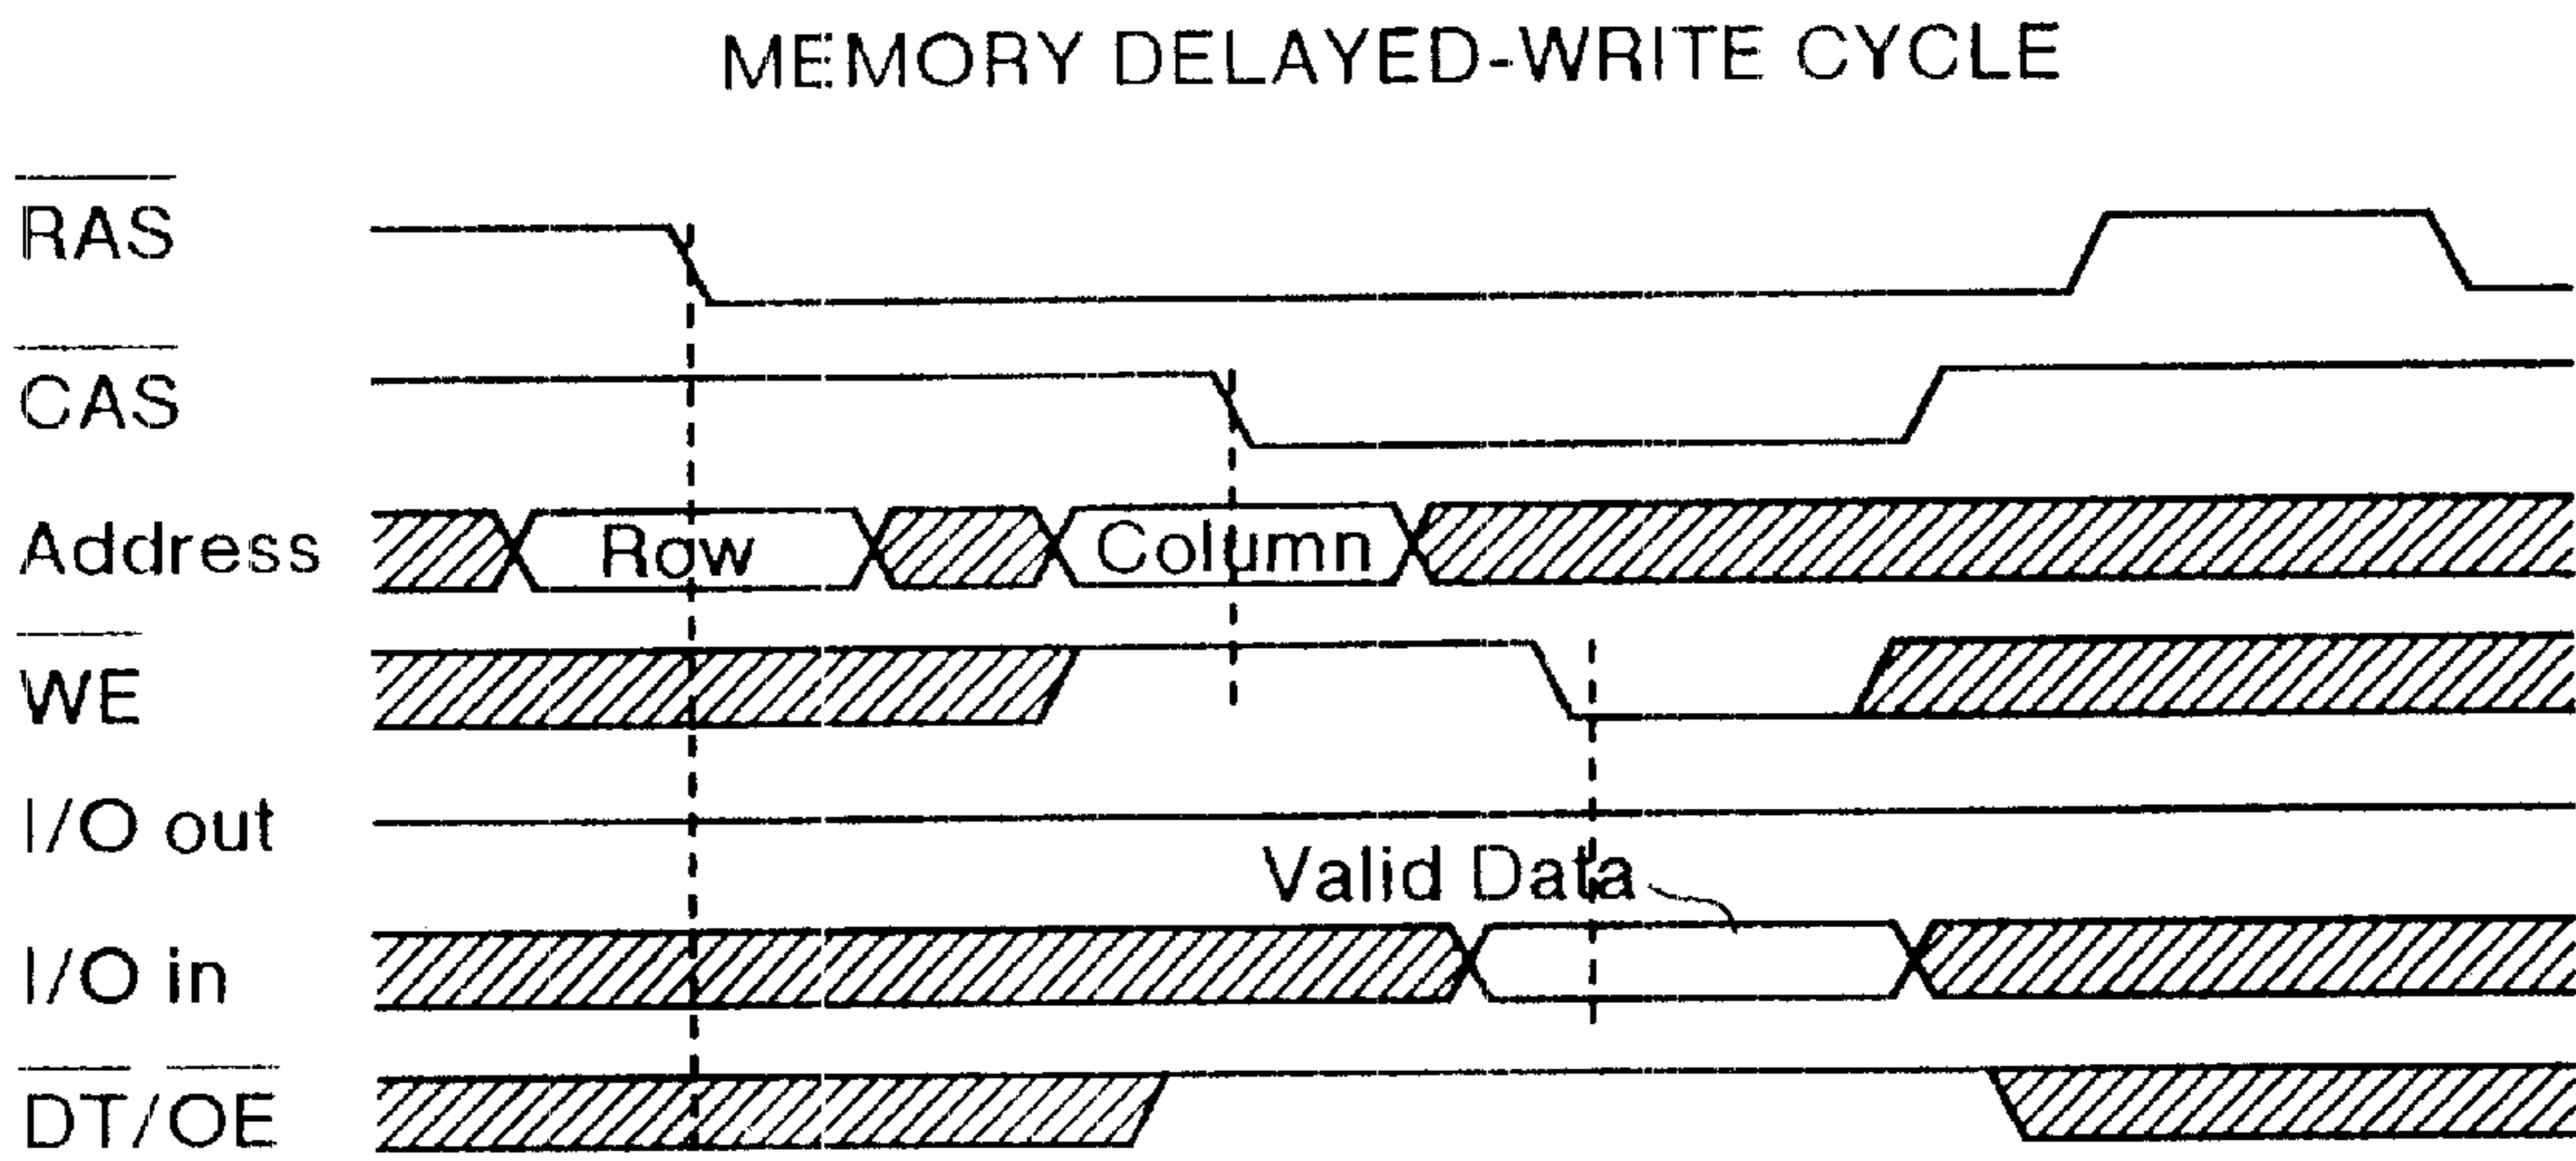 MEMORY DELAYED-WRITE CYCLE
RAS
CAS
Address Row Column
WE
I/O out
Valid Data
I/O in
DT/OE